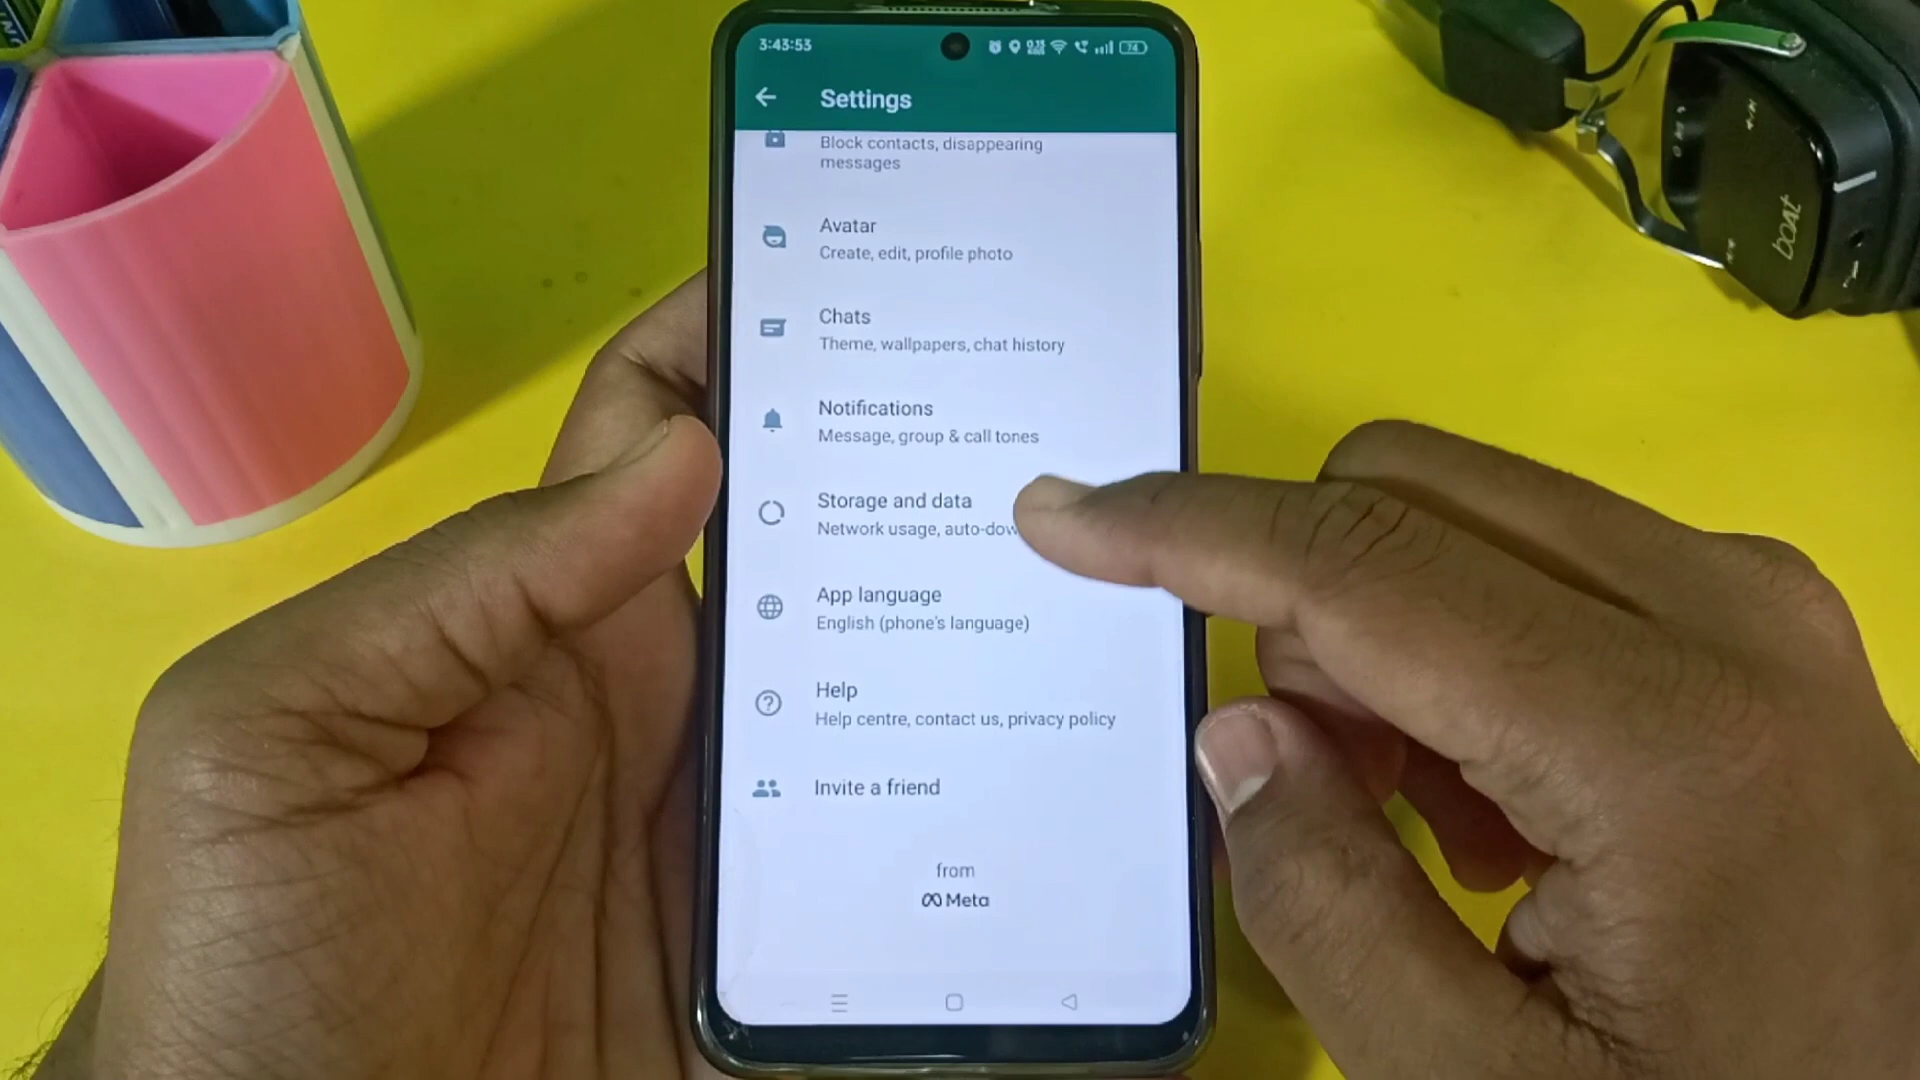 3:43:53
74
Settings
Block contacts, disappearing
messages
Avatar
Create, edit, profile photo
Chats
Theme, wallpapers, chat history
Notifications
Message, group & call tones
Storage and data
Network usage, auto-dow
App language
English (phone's language)
Help
Help centre, contact us, privacy policy
Invite a friend
from
Meta
boat